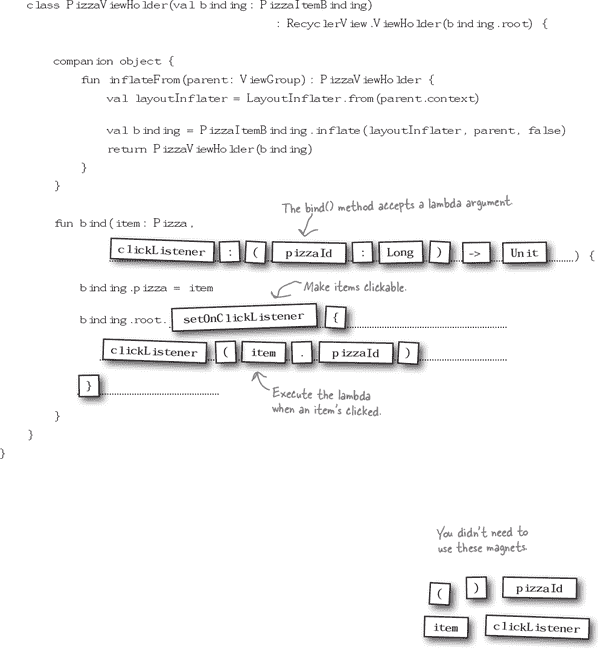 class PizzaViewHolder(val binding: PizzaItemBinding)
: RecyclerView.ViewHolder(binding.root) {
companion object {
fun inflateFrom(parent: ViewGroup): PizzaViewHolder {
val layoutInflater = LayoutInflater.from(parent.context)
val binding = PizzaItemBinding.inflate(layoutInflater, parent, false)
return PizzaViewHolder(binding)
}
}
The bind() method accepts a lambda argument.
fun bind(item: Pizza,
clickListener : ( pizzaId : Long ) -> Unit ) {
binding.pizza = item
Make items clickable.
binding.root. setOnClickListener {
clickListener ( item . pizzaId )
}
Execute the lambda
when an item's clicked.
}
}
}
You didn't need to
use these magnets.
( ) pizzaId
item clickListener